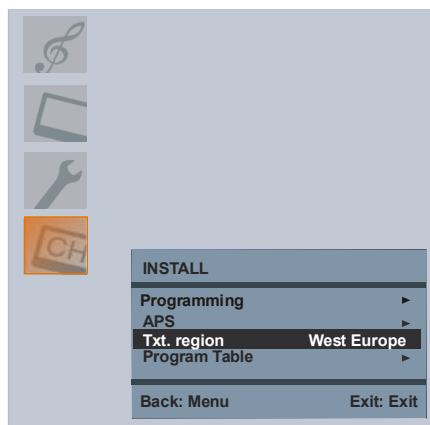 CH
INSTALL
Programming ►
APS ►
Txt. region West Europe
Program Table ►
Back: Menu Exit: Exit